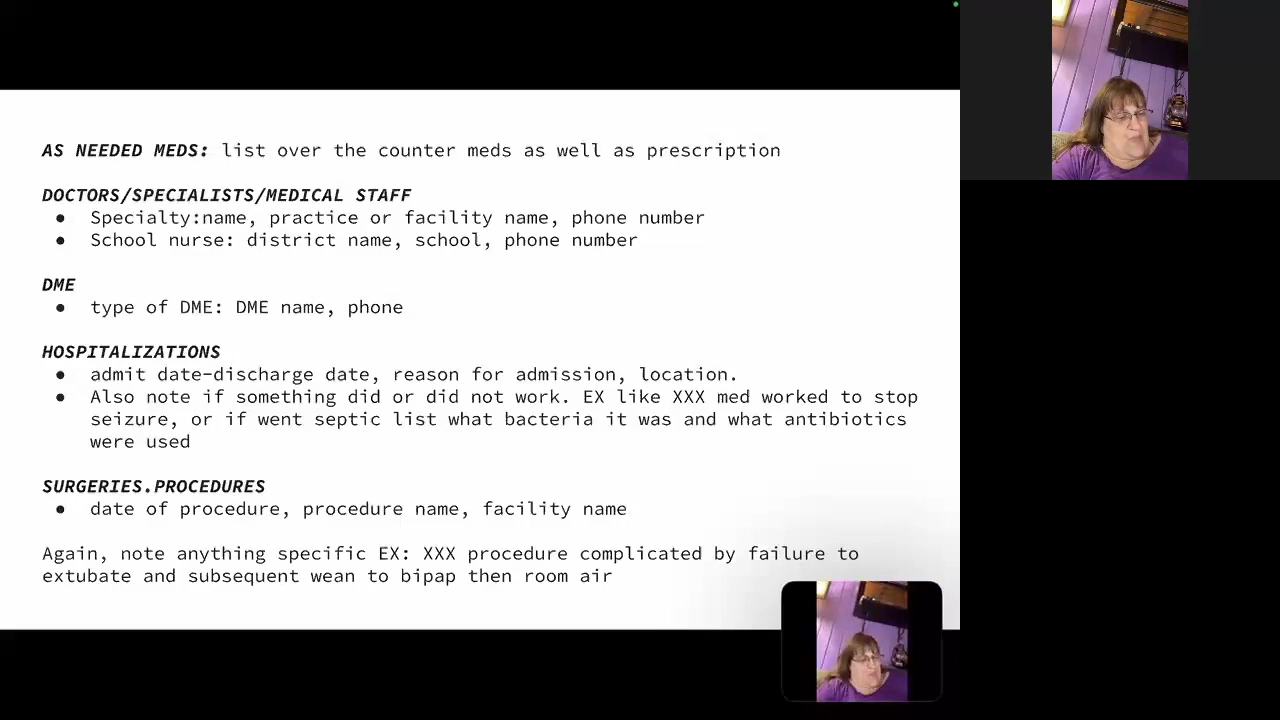 AS NEEDED MEDS: list over the counter meds as well as prescription
DOCTORS/SPECIALISTS/MEDICAL STAFF
● Specialty:name, practice or facility name, phone number
● School nurse: district name, school, phone number
DME
● type of DME: DME name, phone
HOSPITALIZATIONS
● admit date-discharge date, reason for admission, location.
● Also note if something did or did not work. EX like XXX med worked to stop
seizure, or if went septic list what bacteria it was and what antibiotics
were used
SURGERIES.PROCEDURES
● date of procedure, procedure name, facility name
Again, note anything specific EX: XXX procedure complicated by failure to
extubate and subsequent wean to bipap then room air